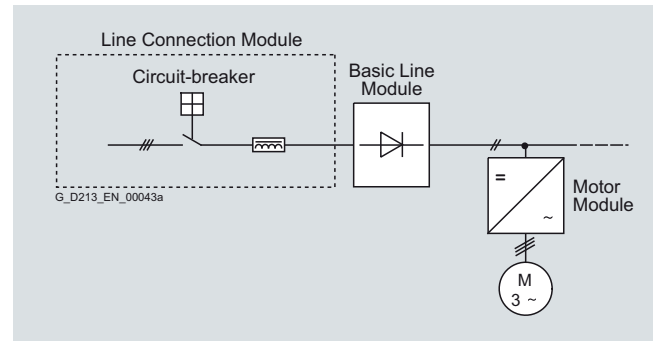 Line Connection Module
Circuit-breaker
Basic Line
Module
G_D213_EN_00043a
=
~
Motor
Module
M
3 ~